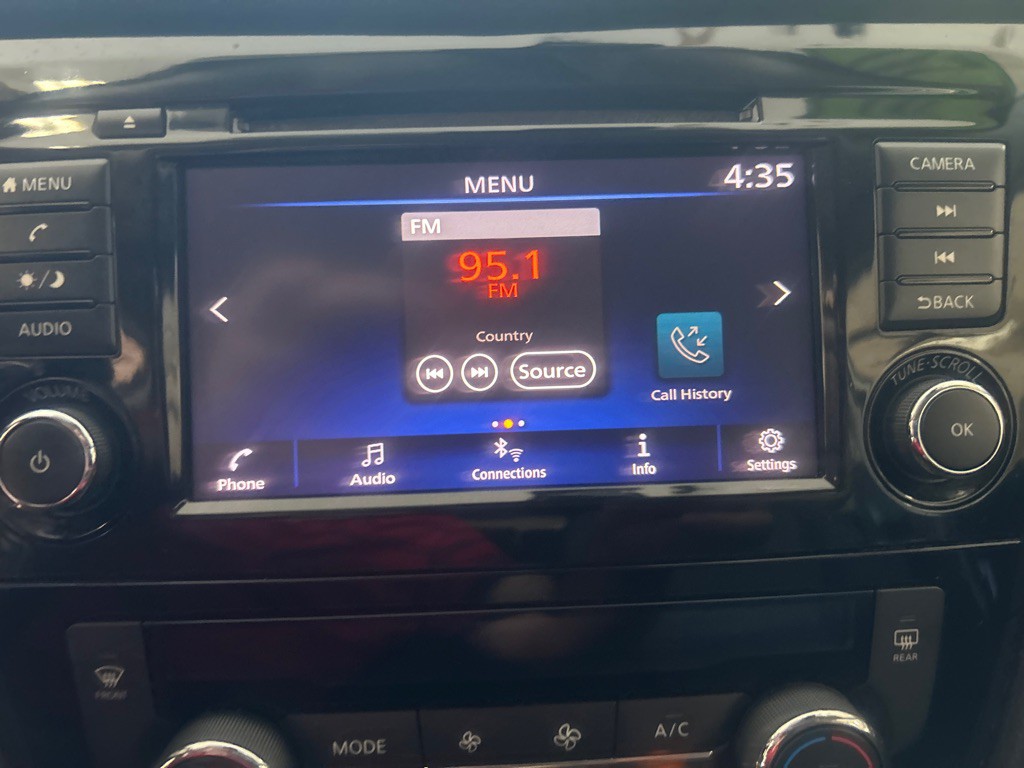 MENU
AUDIO
VOLUME
MENU
4:35
FM
95.1
FM
Country
Source
Call History
Phone
Audio
Connections
Info
Settings
CAMERA
BACK
TUNE·SCROLL
OK
FRONT
REAR
MODE
A/C